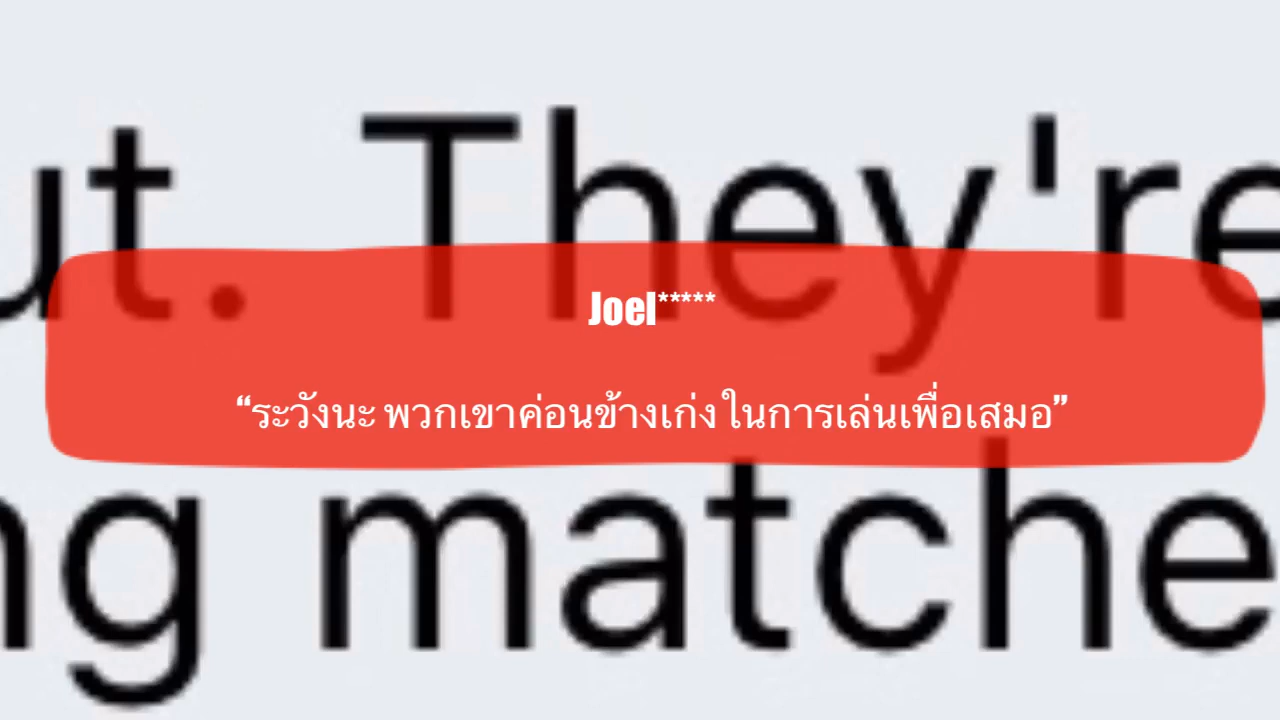 ut. They're
Joel*****
“ระวังนะ พวกเขาค่อนข้างเก่ง ในการเล่นเพื่อเสมอ”
ng matche